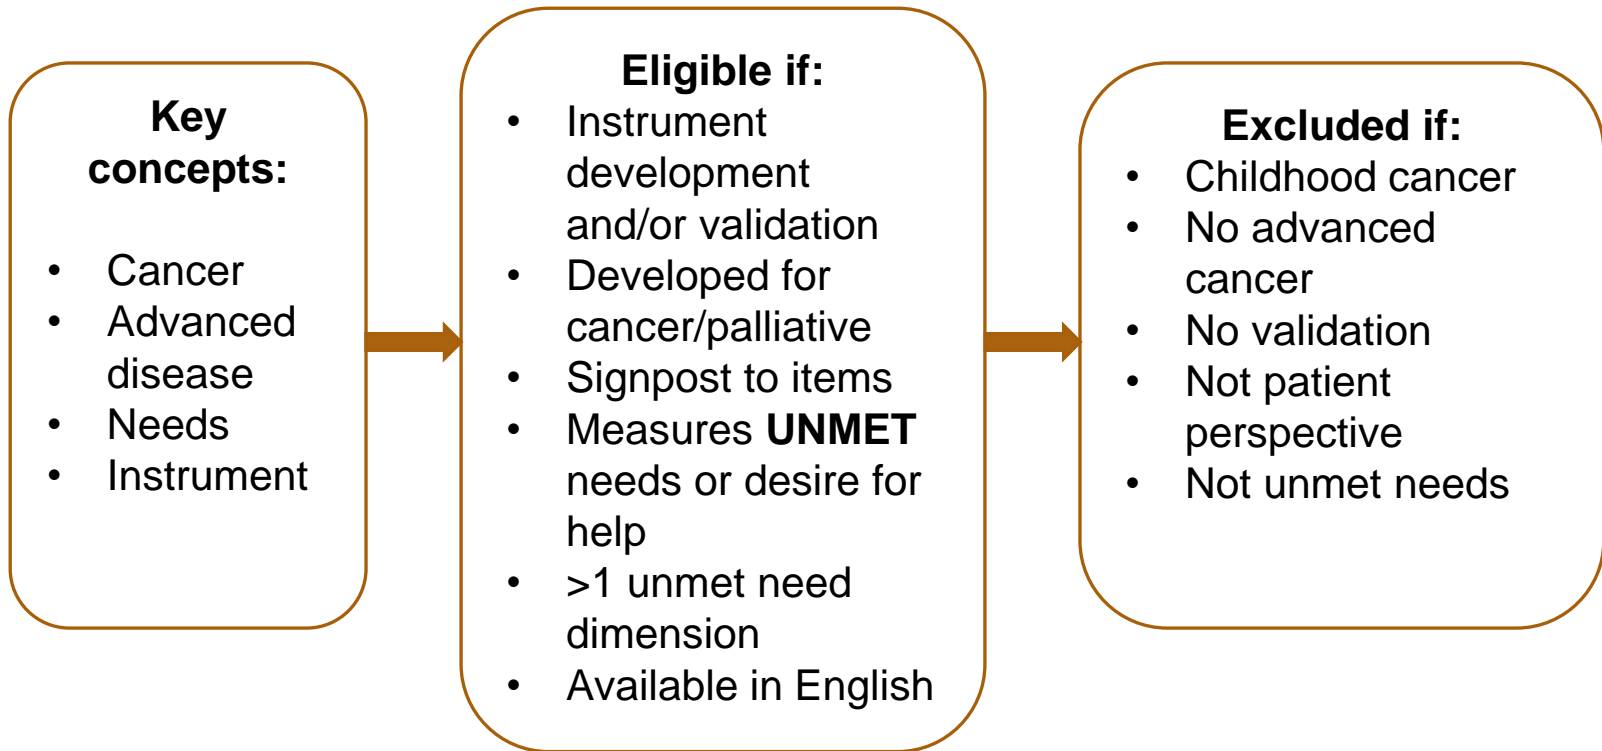 Key
concepts:
• Cancer
• Advanced
disease
• Needs
• Instrument
Eligible if:
• Instrument
development
and/or validation
• Developed for
cancer/palliative
• Signpost to items
• Measures UNMET
needs or desire for
help
• >1 unmet need
dimension
• Available in English
Excluded if:
• Childhood cancer
• No advanced
cancer
• No validation
• Not patient
perspective
• Not unmet needs